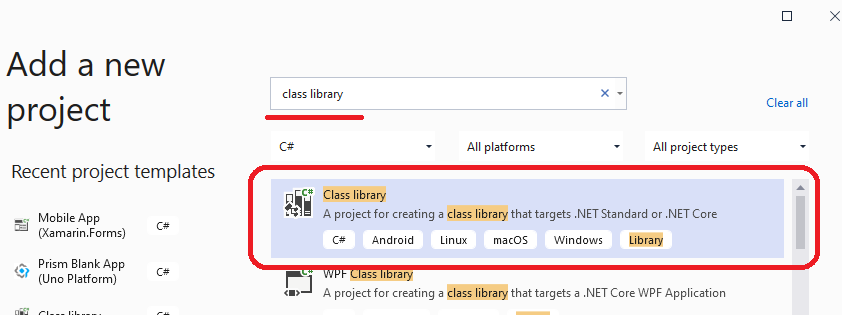 Add a new
project
class library
Clear all
C#
All platforms
All project types
Recent project templates
Mobile App
(Xamarin.Forms)
C#
Prism Blank App
(Uno Platform)
C#
Class library
C#
Class library
A project for creating a class library that targets .NET Standard or .NET Core
C#
Android
Linux
macOS
Windows
Library
C#
WPF Class library
A project for creating a class library that targets a .NET Core WPF Application